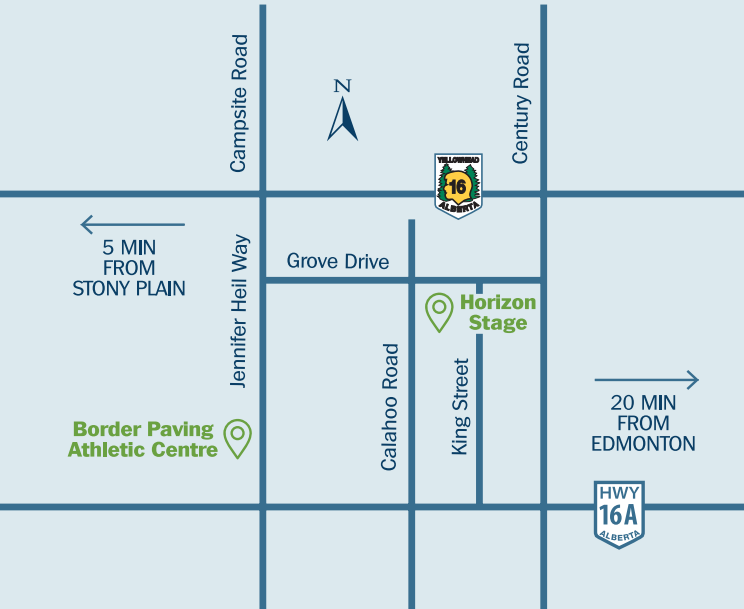 Campsite Road
N
Century Road
YELLOWHEAD
16
ALBERTA
5 MIN
FROM
STONY PLAIN
Jennifer Heil Way
Grove Drive
Horizon
Stage
Calahoo Road
King Street
20 MIN
FROM
EDMONTON
Border Paving
Athletic Centre
HWY
16A
ALBERTA